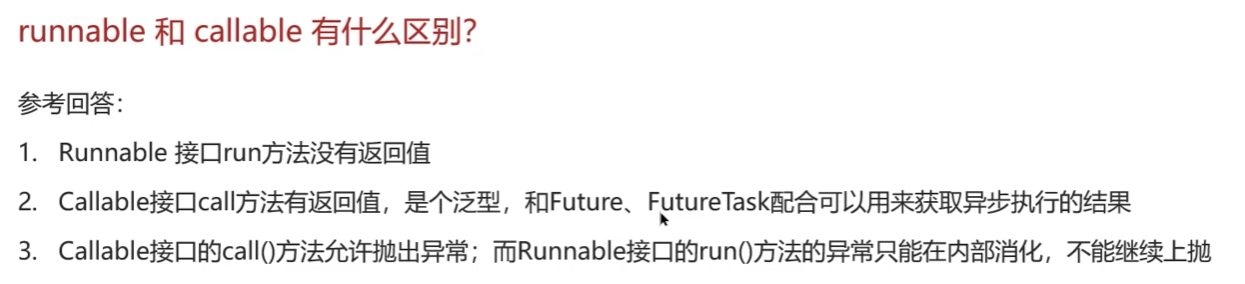 runnable 和 callable 有什么区别？
参考回答：
1. Runnable 接口run方法没有返回值
2. Callable接口call方法有返回值，是个泛型，和Future、FutureTask配合可以用来获取异步执行的结果
3. Callable接口的call()方法允许抛出异常；而Runnable接口的run()方法的异常只能在内部消化，不能继续上抛